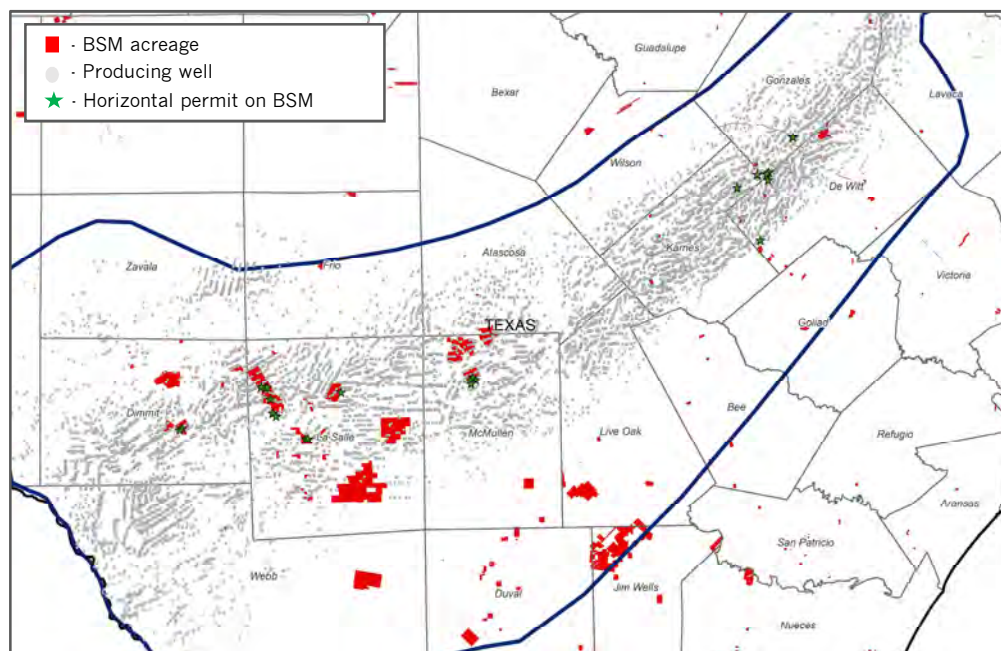 BSM acreage
- Producing well
- Horizontal permit on BSM
Guadalupe
Gonzales
Lavaca
Bexar
Wilson
De Witt
Karnes
Atascosa
Zavala
Frio
Victoria
TEXAS
Goliad
Dimmit
La Salle
McMullen
Live Oak
Bee
Refugio
Aransas
San Patricio
Webb
Duval
Jim Wells
Nueces